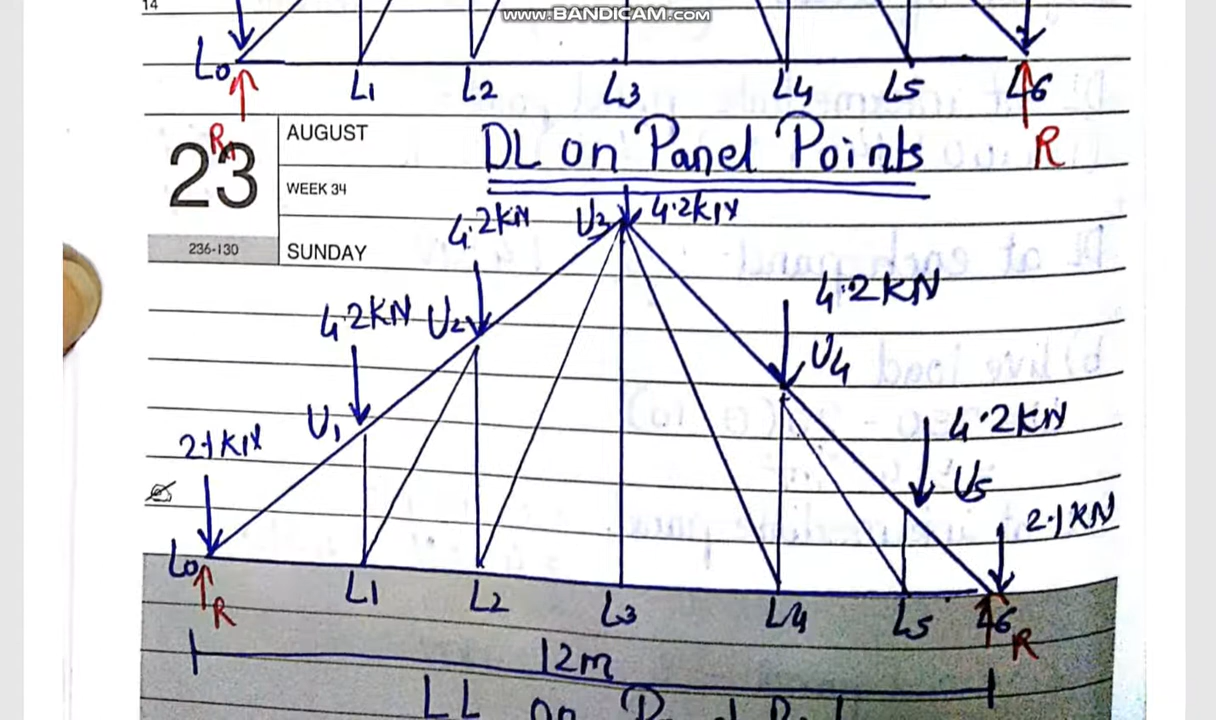 14
www.BANDICAM.com
L0 L1 L2 L3 L4 L5 L6
R R
23
AUGUST
WEEK 34
236-130
SUNDAY
DL on Panel Points
4.2kN U3 4.2kN
4.2kN U2 4.2kN
U4
U1 4.2kN
2.1kN U5
2.1kN
L0 L1 L2 L3 L4 L5 L6
R R
12m
LL on